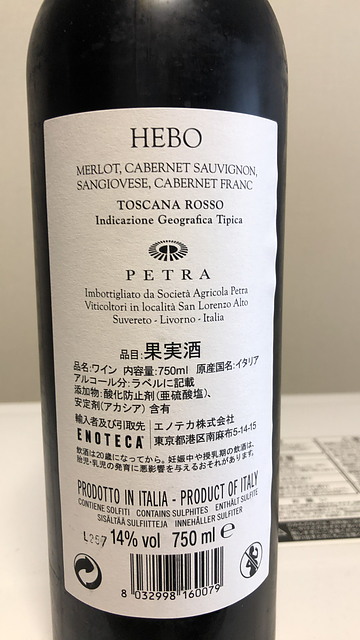 HEBO
MERLOT, CABERNET SAUVIGNON,
SANGIOVESE, CABERNET FRANC
TOSCANA ROSSO
Indicazione Geografica Tipica
PETRA
Imbottigliato da Società Agricola Petra
Viticoltori in località San Lorenzo Alto
Suvereto - Livorno - Italia
品目:果実酒
品名:ワイン 内容量:750ml 原産国名:イタリア
アルコール分:ラベルに記載
添加物:酸化防止剤(亜硫酸塩)、
安定剤(アカシア) 含有
輸入者及び引取先 エノテカ株式会社
ENOTECA 東京都港区南麻布5-14-15
飲酒は20歳になってから。妊娠中や授乳期の飲酒は、
胎児・乳児の発育に悪影響を与えるおそれがあります。
PRODOTTO IN ITALIA - PRODUCT OF ITALY
CONTIENE SOLFITI CONTAINS SULPHITES ENTHÄLT SULFITE
SISÄLTÄÄ SULFIITTEJA INNEHÅLLER SULFITER
L257 14% vol 750 ml e
8 032998 160079